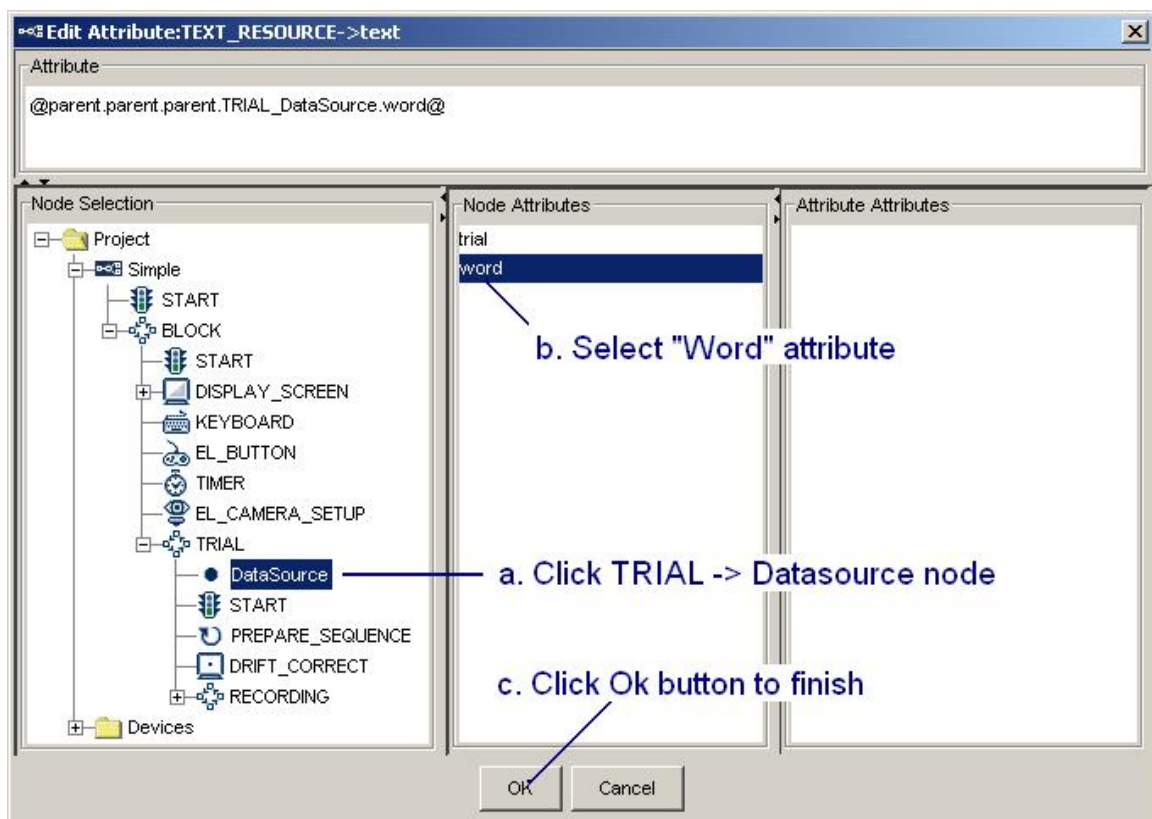 Edit Attribute:TEXT_RESOURCE->text
Attribute
@parent.parent.parent.TRIAL_DataSource.word@
Node Selection
Project
Simple
START
BLOCK
START
DISPLAY_SCREEN
KEYBOARD
EL_BUTTON
TIMER
EL_CAMERA_SETUP
TRIAL
DataSource
START
PREPARE_SEQUENCE
DRIFT_CORRECT
RECORDING
Devices
Node Attributes
trial
word
b. Select "Word" attribute
a. Click TRIAL -> Datasource node
c. Click Ok button to finish
Attribute Attributes
OK
Cancel